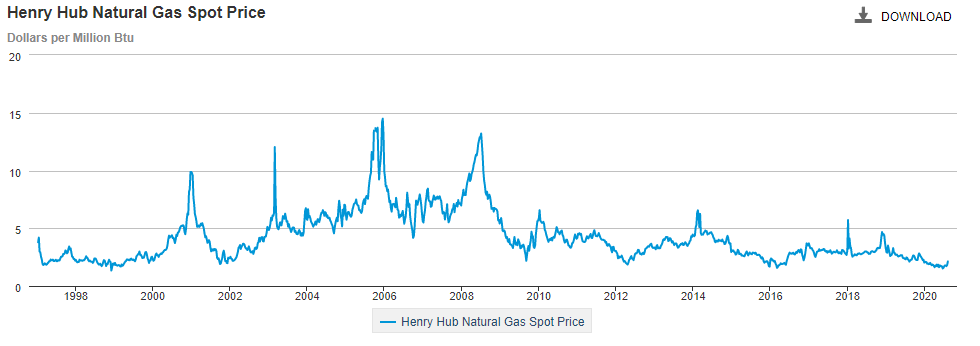 Henry Hub Natural Gas Spot Price
DOWNLOAD
Dollars per Million Btu
20
15
10
5
0
1998 2000 2002 2004 2006 2008 2010 2012 2014 2016 2018 2020
Henry Hub Natural Gas Spot Price